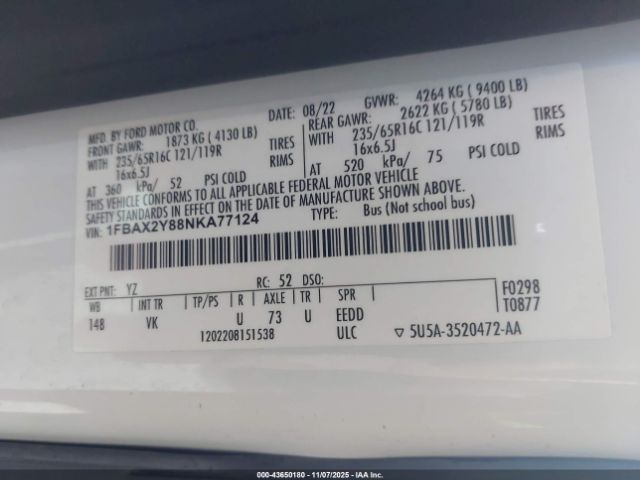 MFD. BY FORD MOTOR CO. DATE: 08/22 GVWR: 4264 KG ( 9400 LB)
FRONT GAWR: 1873 KG ( 4130 LB) REAR GAWR: 2622 KG ( 5780 LB)
WITH 235/65R16C 121/119R TIRES WITH 235/65R16C 121/119R TIRES
16x6.5J RIMS 16x6.5J RIMS
AT 360 kPa/ 52 PSI COLD AT 520 kPa/ 75 PSI COLD
THIS VEHICLE CONFORMS TO ALL APPLICABLE FEDERAL MOTOR VEHICLE
SAFETY STANDARDS IN EFFECT ON THE DATE OF MANUFACTURE SHOWN ABOVE.
VIN: 1FBAX2Y88NKA77124 TYPE: Bus (Not school bus)
EXT PNT: YZ RC: 52 DSO: F0298
WB INT TR TP/PS R AXLE TR SPR T0877
148 VK U 73 U EEDD
1202208151538 ULC ▽ 5U5A-3520472-AA
000-43650180 - 11/07/2025 - IAA Inc.